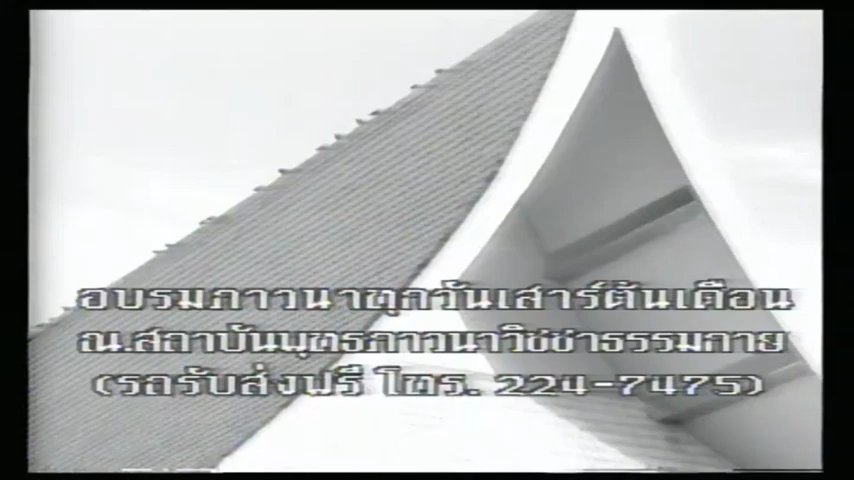 อบรมภาวนาทุกวันเสาร์ต้นเดือน
ณ.สถาบันพุทธภาวนาวิชชาธรรมกาย
(รถรับส่งฟรี โทร. 224-7475)